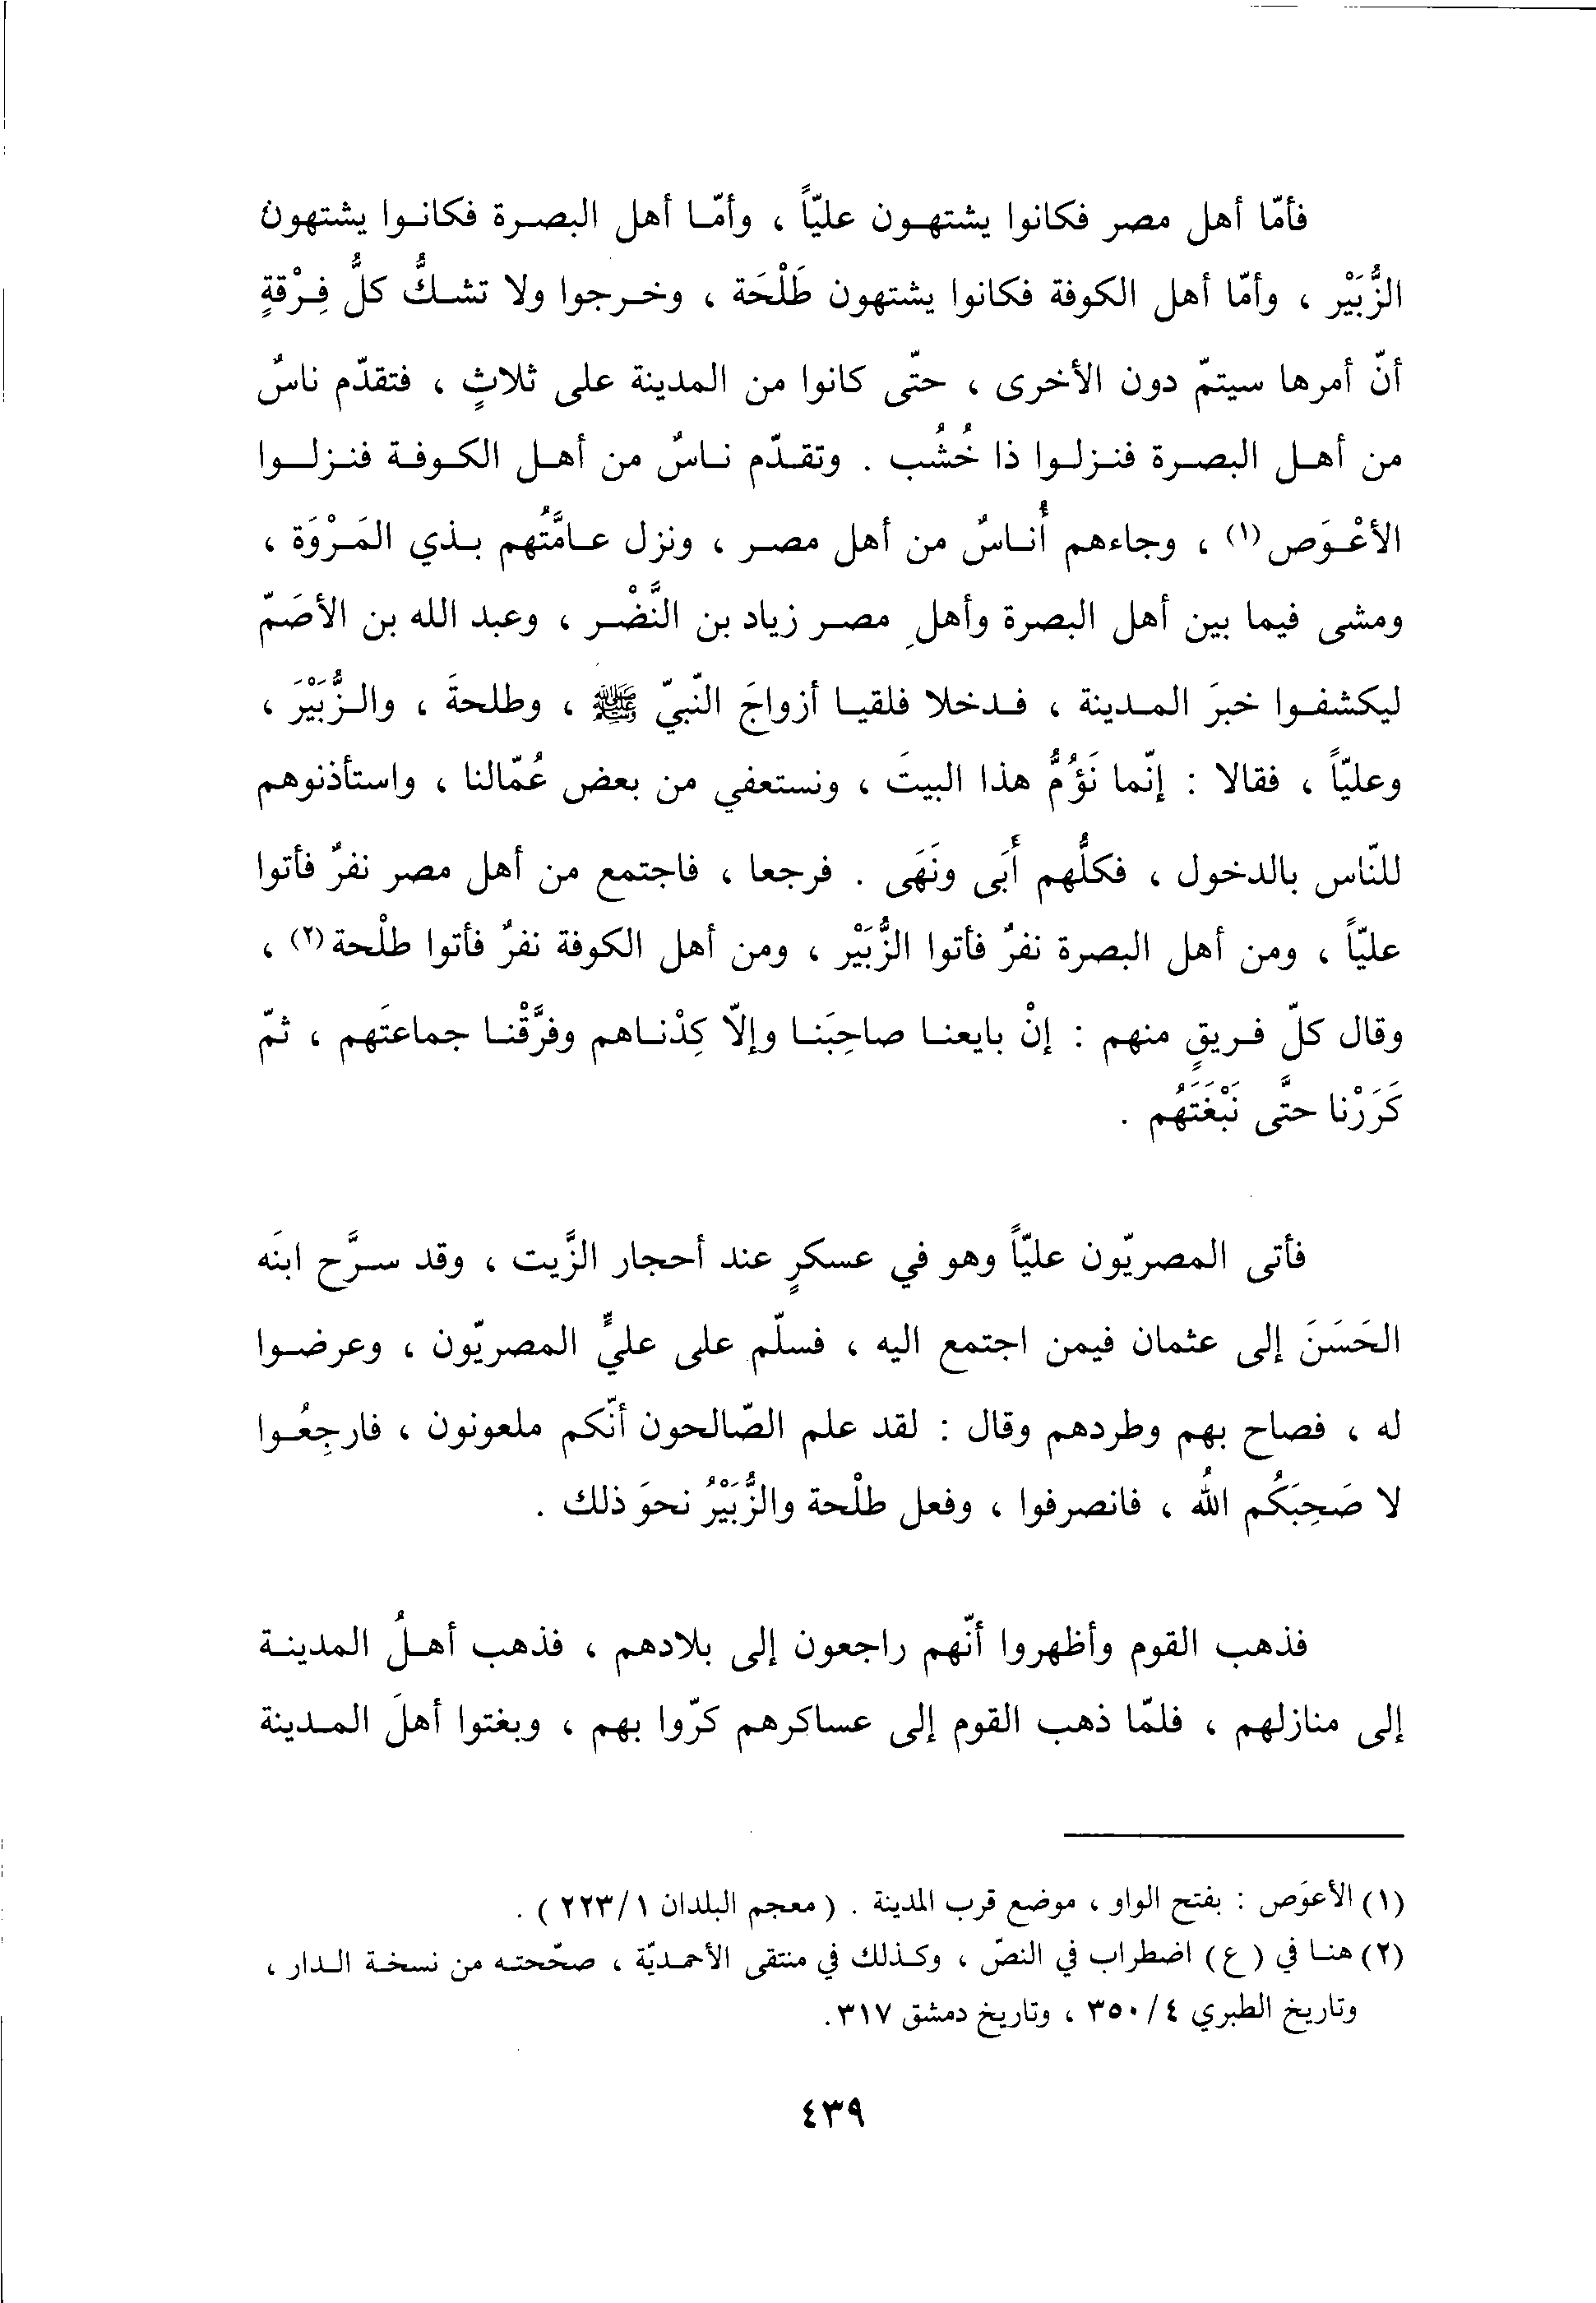 فأمّا أهل مصر فكانوا يشتهون عليّاً ، وأمّا أهل البصرة فكانوا يشتهون
الزُّبَيْر ، وأمّا أهل الكوفة فكانوا يشتهون طَلْحَة ، وخرجوا ولا تشكُّ كلُّ فِرْقةٍ
أنّ أمرها سيتمّ دون الأخرى ، حتّى كانوا من المدينة على ثلاثٍ ، فتقدّم ناسٌ
من أهل البصرة فنزلوا ذا خُشُب . وتقدّم ناسٌ من أهل الكوفة فنزلوا
الأعْوَص (١) ، وجاءهم أُناسٌ من أهل مصر ، ونزل عامَّتُهم بذي المَرْوَة ،
ومشى فيما بين أهل البصرة وأهلِ مصر زياد بن النَّضْر ، وعبد الله بن الأصَمّ
ليكشفوا خبرَ المدينة ، فدخلا فلقيا أزواجَ النّبيّ ﷺ ، وطلحةَ ، والزُّبَيْرَ ،
وعليّاً ، فقالا : إنّما نَؤُمُّ هذا البيتَ ، ونستعفي من بعض عُمّالنا ، واستأذنوهم
للنّاس بالدخول ، فكلُّهم أَبَى ونَهَى . فرجعا ، فاجتمع من أهل مصر نفرٌ فأتوا
عليّاً ، ومن أهل البصرة نفرٌ فأتوا الزُّبَيْر ، ومن أهل الكوفة نفرٌ فأتوا طلْحة (٢) ،
وقال كلّ فريقٍ منهم : إنْ بايعنا صاحِبَنا وإلاّ كِدْناهم وفرَّقْنا جماعتَهم ، ثمّ
كَرَرْنا حتَّى نَبْغَتَهُم .
فأتى المصريّون عليّاً وهو في عسكرٍ عند أحجار الزَّيت ، وقد سرَّح ابنَه
الحَسَنَ إلى عثمان فيمن اجتمع اليه ، فسلّم على عليٍّ المصريّون ، وعرضوا
له ، فصاح بهم وطردهم وقال : لقد علم الصّالحون أنّكم ملعونون ، فارجِعُوا
لا صَحِبَكُم اللهُ ، فانصرفوا ، وفعل طلْحة والزُّبَيْرُ نحوَ ذلك .
فذهب القوم وأظهروا أنّهم راجعون إلى بلادهم ، فذهب أهلُ المدينة
إلى منازلهم ، فلمّا ذهب القوم إلى عساكرهم كرّوا بهم ، وبغتوا أهلَ المدينة
(١) الأعوَص : بفتح الواو ، موضع قرب المدينة . ( معجم البلدان ١/٢٢٣ ) .
(٢) هنا في ( ع ) اضطراب في النصّ ، وكذلك في منتقى الأحمديّة ، صحّحته من نسخة الدار ،
وتاريخ الطبري ٤/٣٥٠ ، وتاريخ دمشق ٣١٧.
٤٣٩